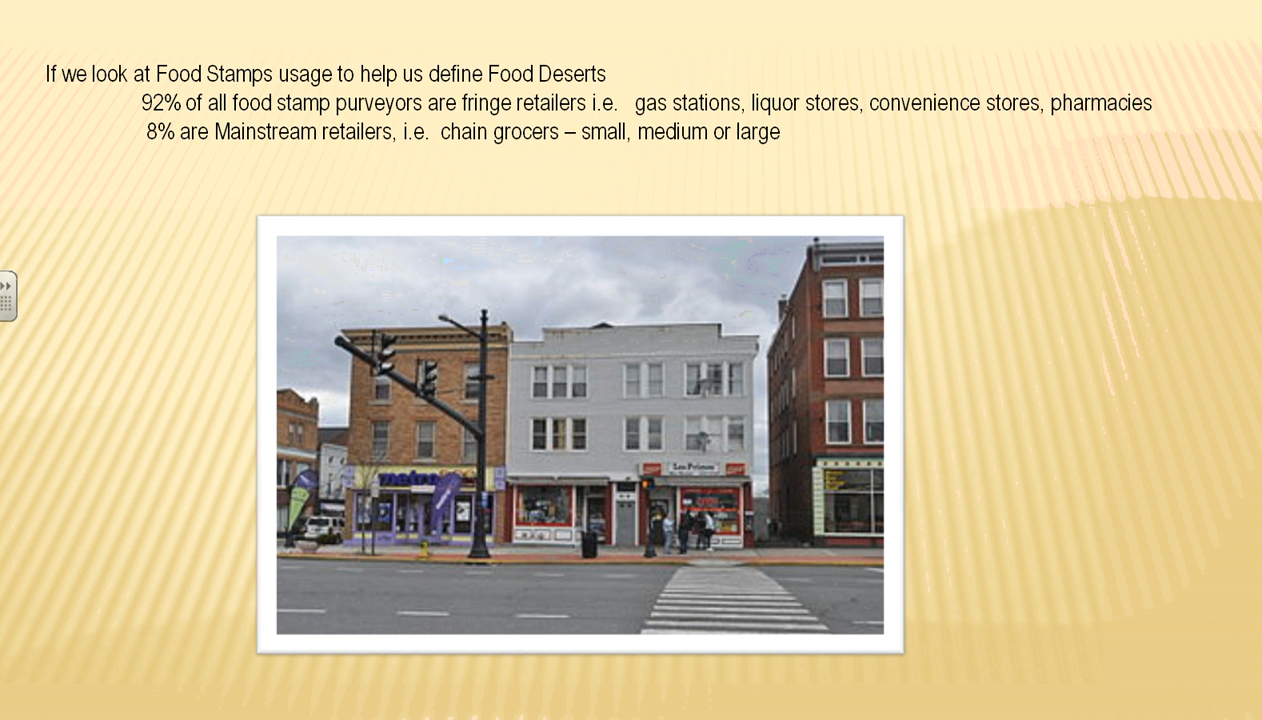 If we look at Food Stamps usage to help us define Food Deserts
92% of all food stamp purveyors are fringe retailers i.e. gas stations, liquor stores, convenience stores, pharmacies
8% are Mainstream retailers, i.e. chain grocers – small, medium or large
metro
Los Primos